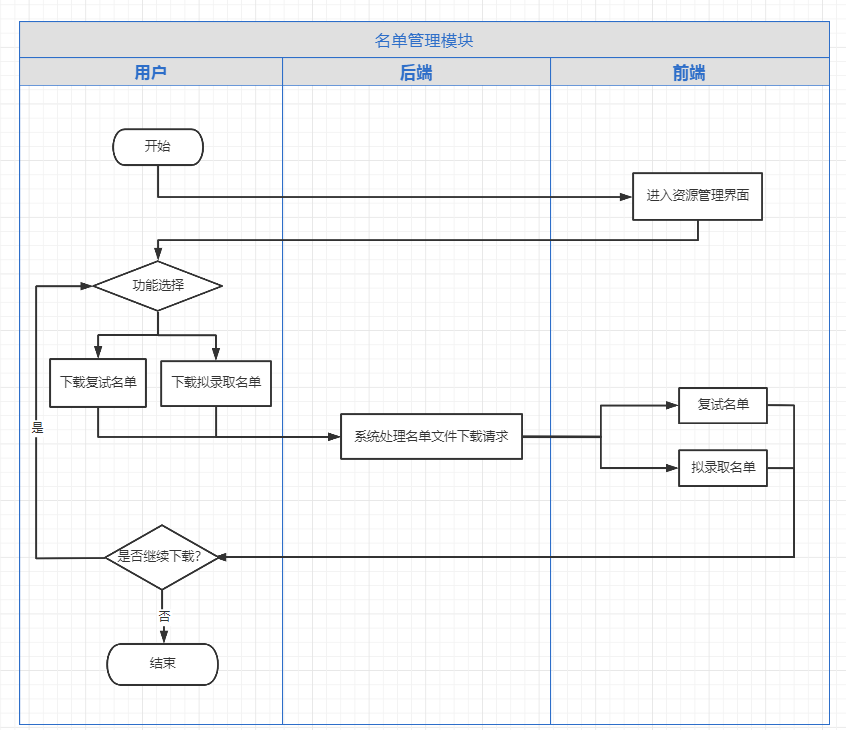 名单管理模块
用户
后端
前端
开始
进入资源管理界面
功能选择
下载复试名单
下载拟录取名单
系统处理名单文件下载请求
复试名单
拟录取名单
是
是否继续下载?
否
结束